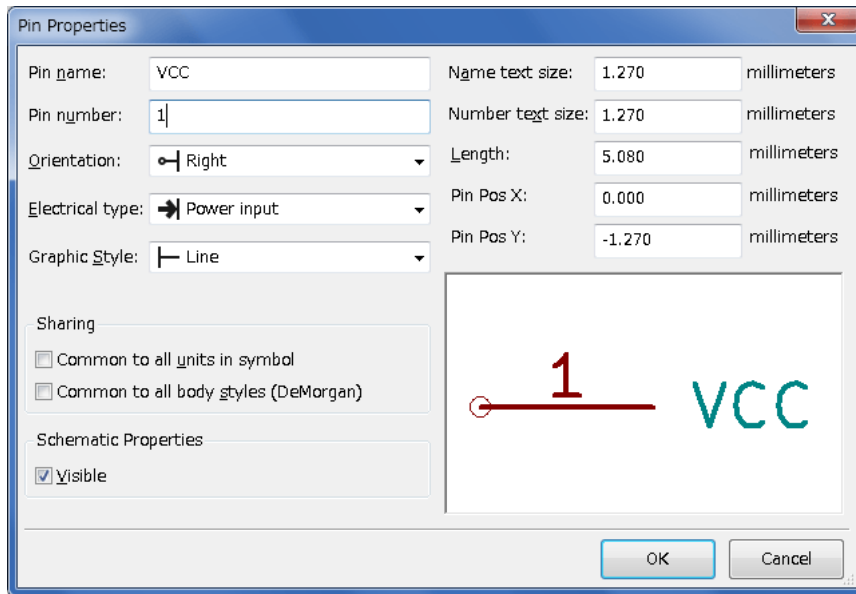 Pin Properties
Pin name: VCC
Pin number: 1
Orientation: Right
Electrical type: Power input
Graphic Style: Line
Sharing
Common to all units in symbol
Common to all body styles (DeMorgan)
Schematic Properties
Visible
Name text size: 1.270 millimeters
Number text size: 1.270 millimeters
Length: 5.080 millimeters
Pin Pos X: 0.000 millimeters
Pin Pos Y: -1.270 millimeters
1
VCC
OK Cancel